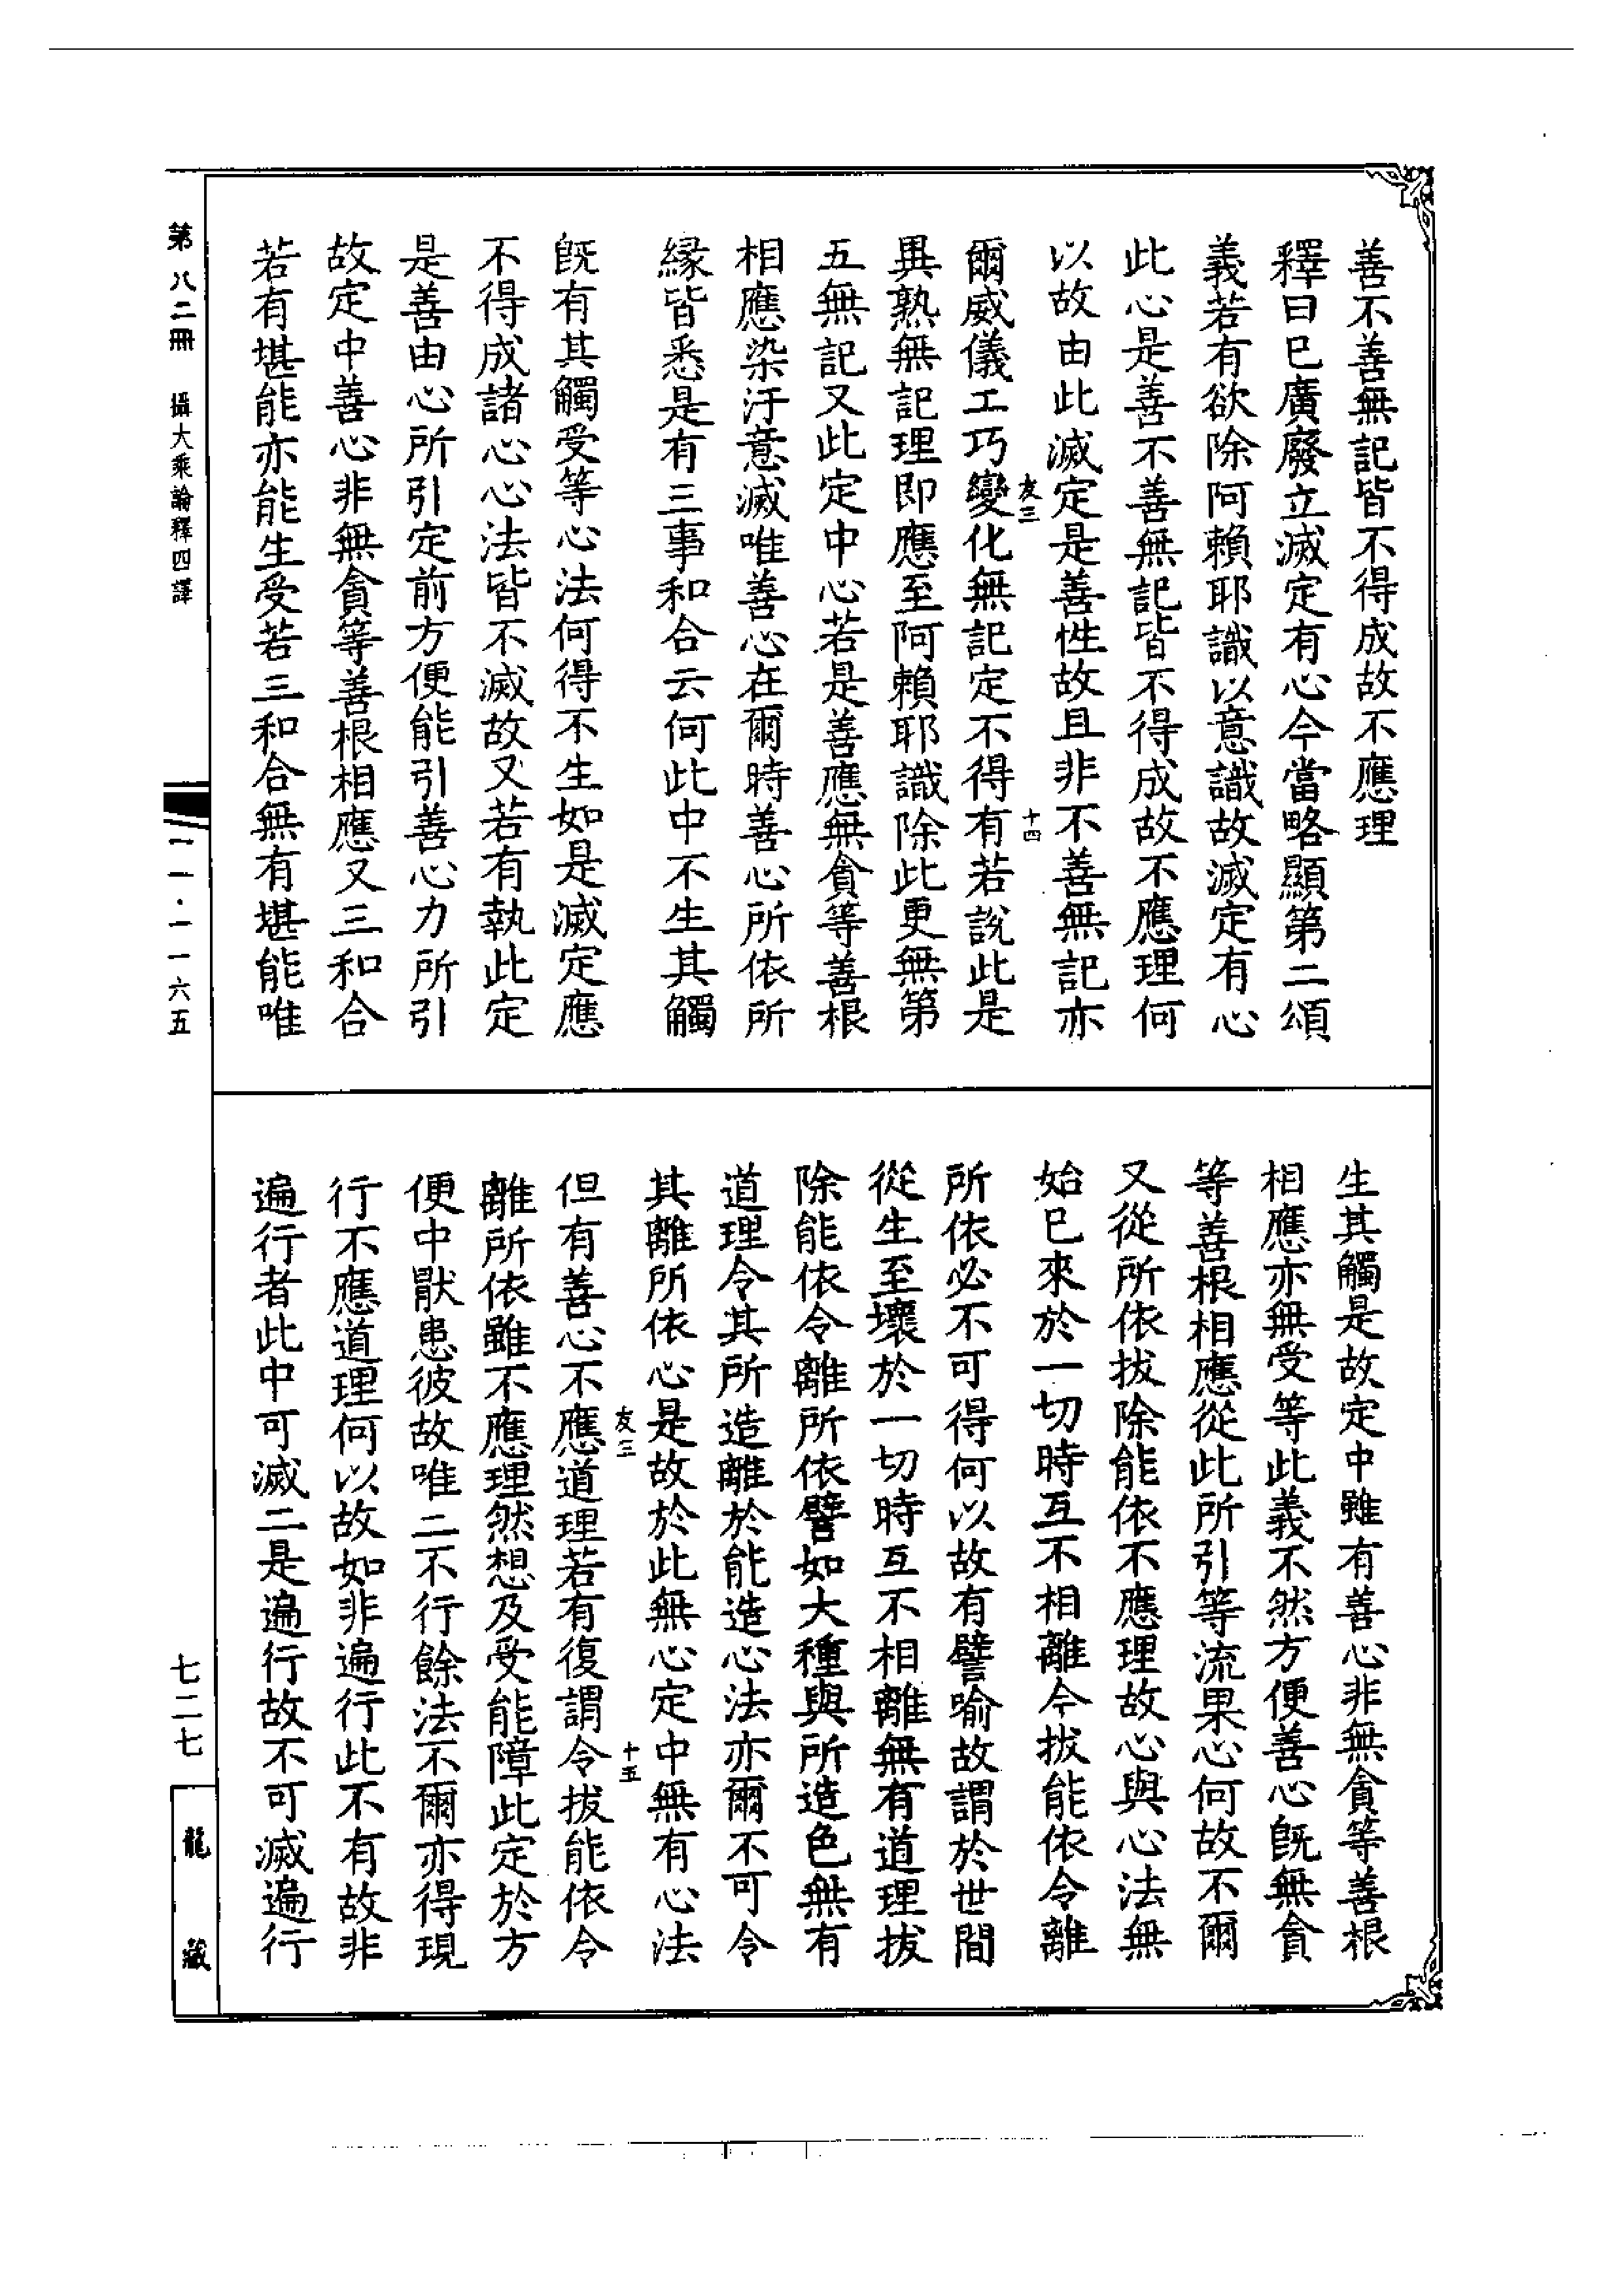 善不善無記皆不得成故不應理
釋曰已廣廢立滅定有心今當略顯第二頌
義若有欲除阿賴耶識以意識故滅定有心
此心是善不善無記皆不得成故不應理何
以故由此滅定是善性故且非不善無記亦
友三 十四
爾威儀工巧變化無記定不得有若說此是
異熟無記理即應至阿賴耶識除此更無第
五無記又此定中心若是善應無貪等善根
相應染汙意滅唯善心在爾時善心所依所
緣皆悉是有三事和合云何此中不生其觸
旣有其觸受等心法何得不生如是滅定應
不得成諸心心法皆不滅故又若有執此定
是善由心所引定前方便能引善心力所引
故定中善心非無貪等善根相應又三和合
若有堪能亦能生受若三和合無有堪能唯
生其觸是故定中雖有善心非無貪等善根
相應亦無受等此義不然方便善心旣無貪
等善根相應從此所引等流果心何故不爾
又從所依拔除能依不應理故心與心法無
始已來於一切時互不相離今拔能依令離
所依必不可得何以故有譬喻故謂於世間
從生至壞於一切時互不相離無有道理拔
除能依令離所依譬如大種與所造色無有
道理令其所造離於能造心法亦爾不可令
其離所依心是故於此無心定中無有心法
友三 十五
但有善心不應道理若有復謂令拔能依令
離所依雖不應理然想及受能障此定於方
便中猒患彼故唯二不行餘法不爾亦得現
行不應道理何以故如非遍行此不有故非
遍行者此中可滅二是遍行故不可滅遍行
第八二冊 攝大乘論釋四譯
一一·一一六五
七二七
龍藏